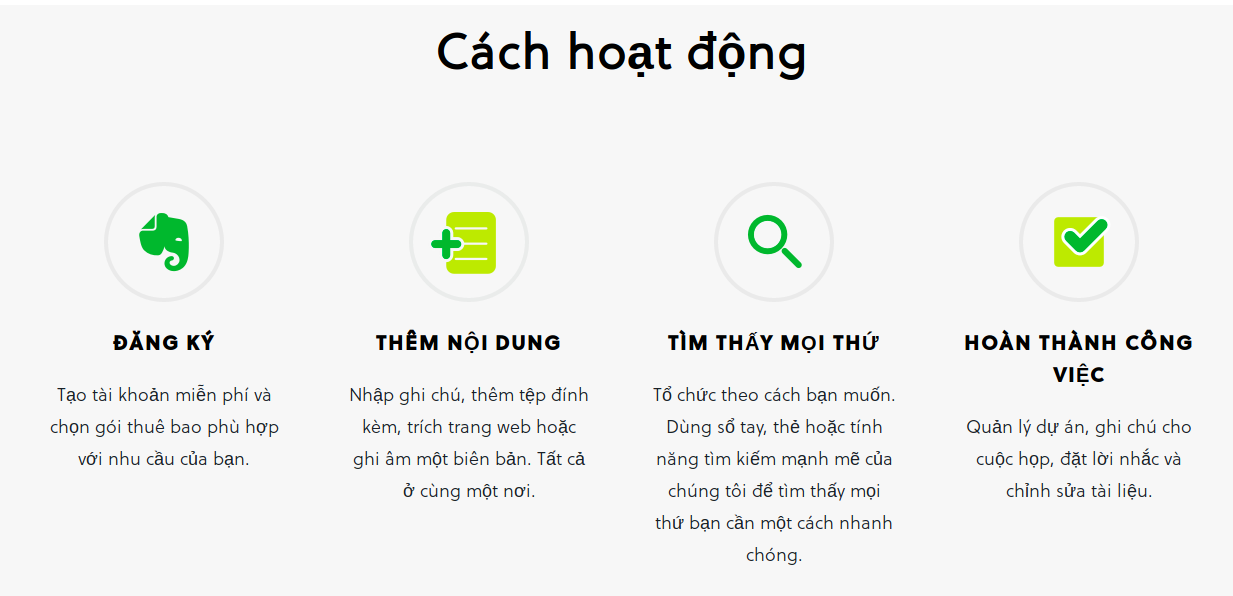 Cách hoạt động
ĐĂNG KÝ
Tạo tài khoản miễn phí và
chọn gói thuê bao phù hợp
với nhu cầu của bạn.
THÊM NỘI DUNG
Nhập ghi chú, thêm tệp đính
kèm, trích trang web hoặc
ghi âm một biên bản. Tất cả
ở cùng một nơi.
TÌM THẤY MỌI THỨ
Tổ chức theo cách bạn muốn.
Dùng sổ tay, thẻ hoặc tính
năng tìm kiếm mạnh mẽ của
chúng tôi để tìm thấy mọi
thứ bạn cần một cách nhanh
chóng.
HOÀN THÀNH CÔNG
VIỆC
Quản lý dự án, ghi chú cho
cuộc họp, đặt lời nhắc và
chỉnh sửa tài liệu.